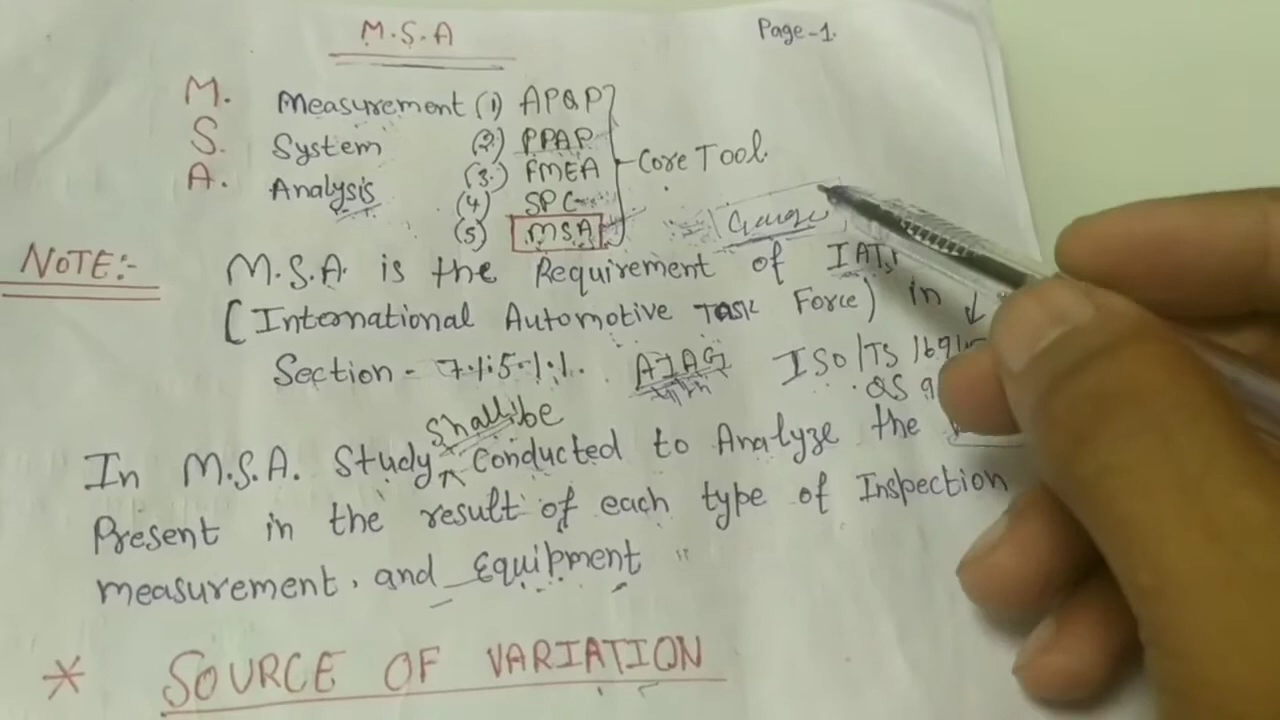 M.S.A
Page-1.
M. Measurement (1) APQP
S. System (2) PPAP
A. Analysis (3) FMEA
Core Tool.
(4) SPC
(5) MSA
NOTE:- M.S.A. is the Requirement of IAT
[International Automotive Task Force) in
Section - 7.1.5.1.1. AIAG ISO/TS 169
QS 9
Shall be
In M.S.A. Study conducted to Analyze the
Present in the result of each type of Inspection
measurement, and Equipment "
* SOURCE OF VARIATION